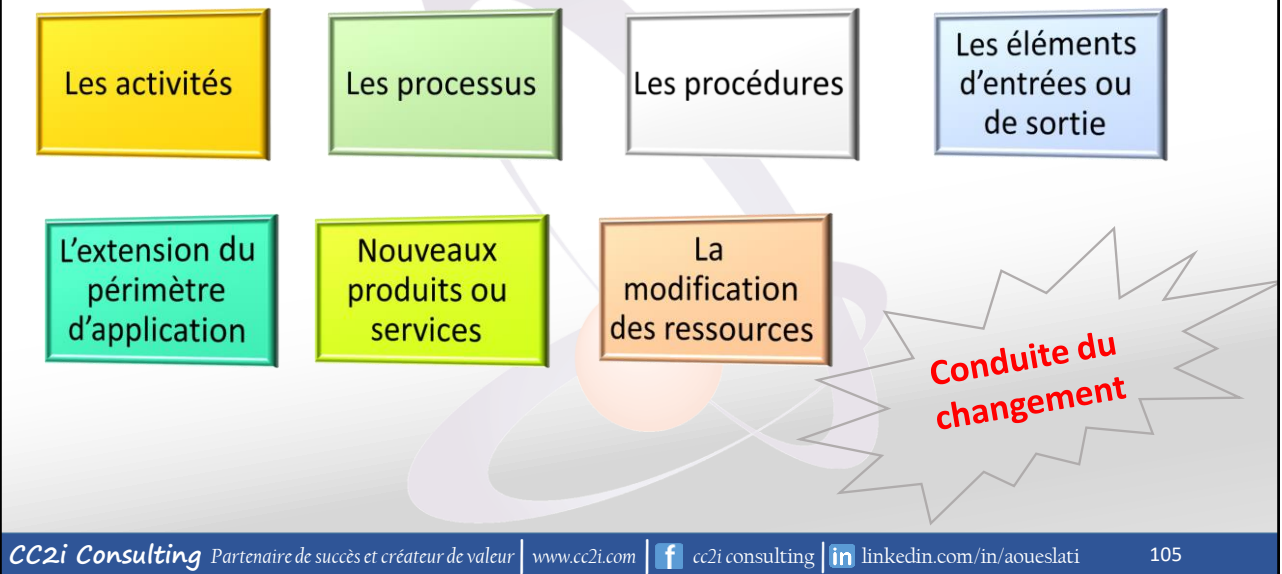 Les activités
Les processus
Les procédures
Les éléments
d'entrées ou
de sortie
L'extension du
périmètre
d'application
Nouveaux
produits ou
services
La
modification
des ressources
Conduite du
changement
CC2i Consulting Partenaire de succès et créateur de valeur | www.cc2i.com | f cc2i consulting | in linkedin.com/in/aoueslati 105